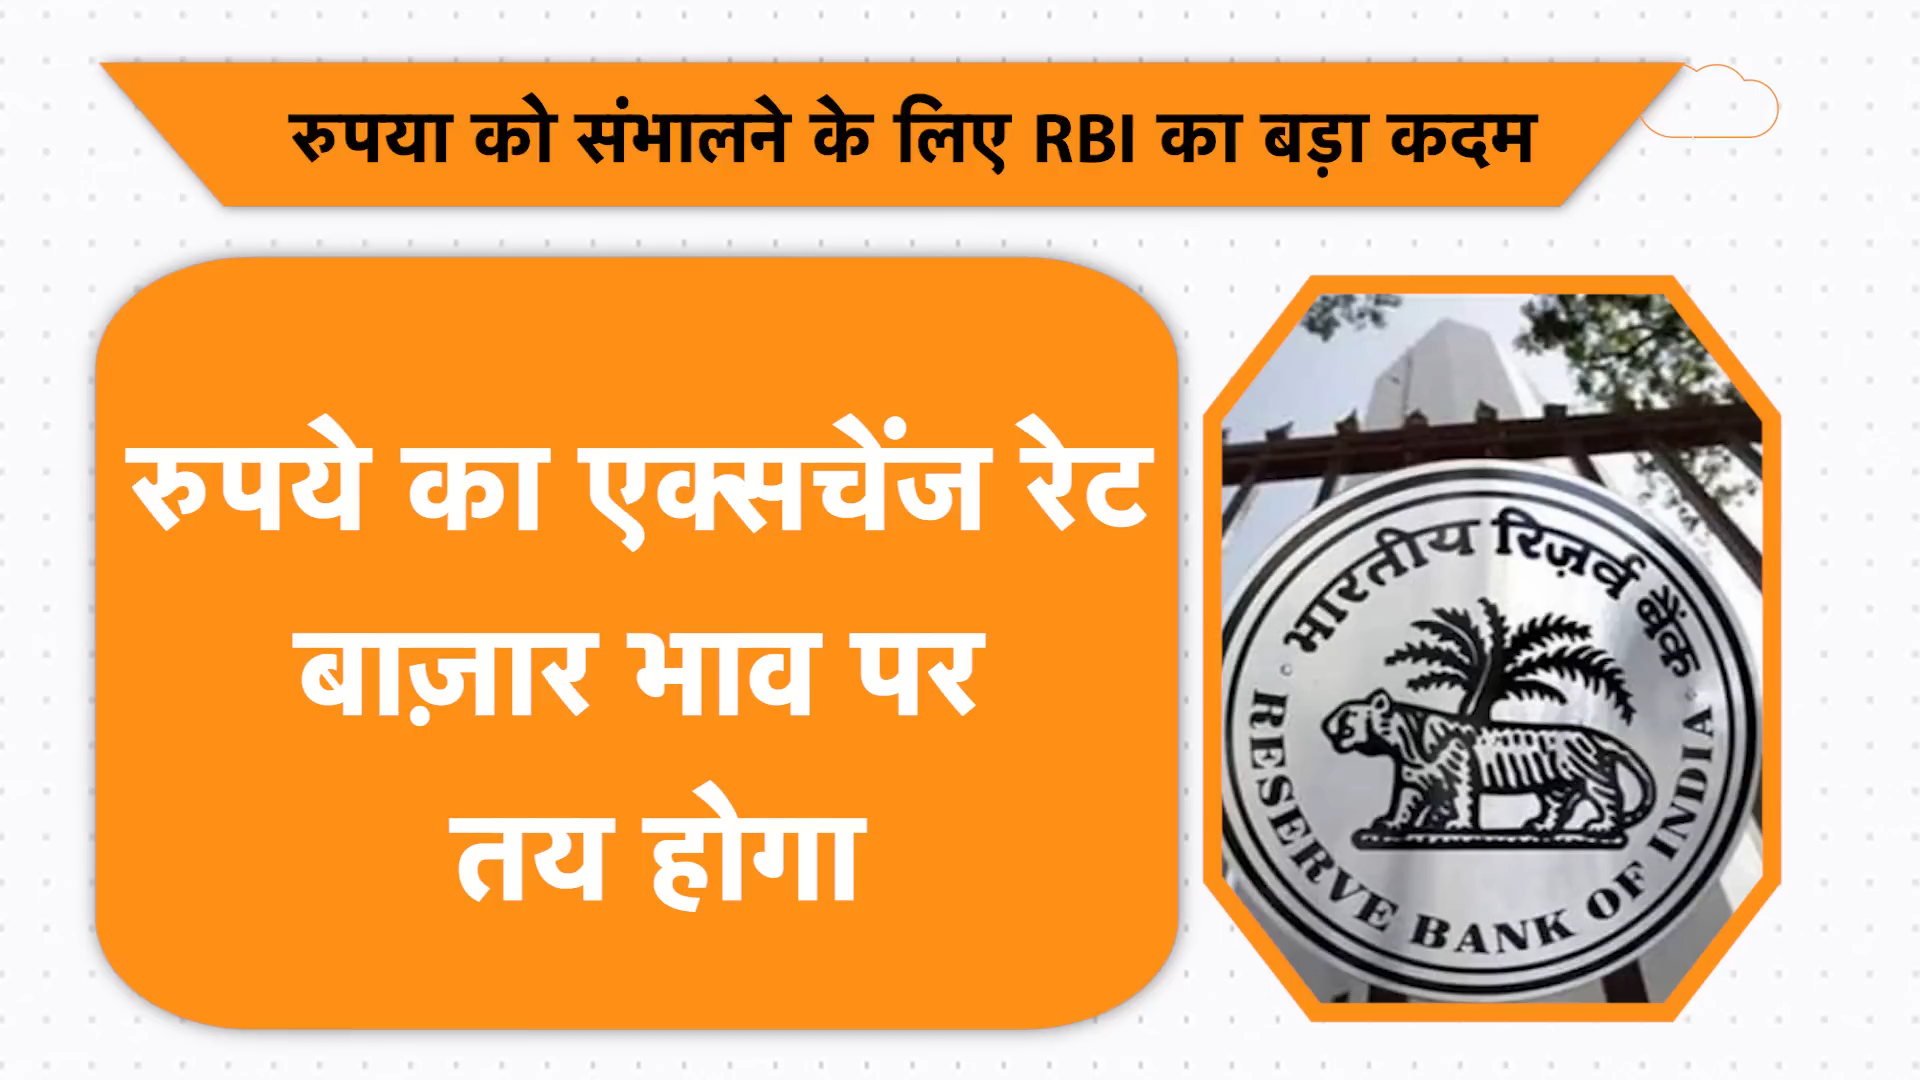 रुपया को संभालने के लिए RBI का बड़ा कदम
रुपये का एक्सचेंज रेट
बाज़ार भाव पर
तय होगा
भारतीय रिज़र्व बैंक
RESERVE BANK OF INDIA